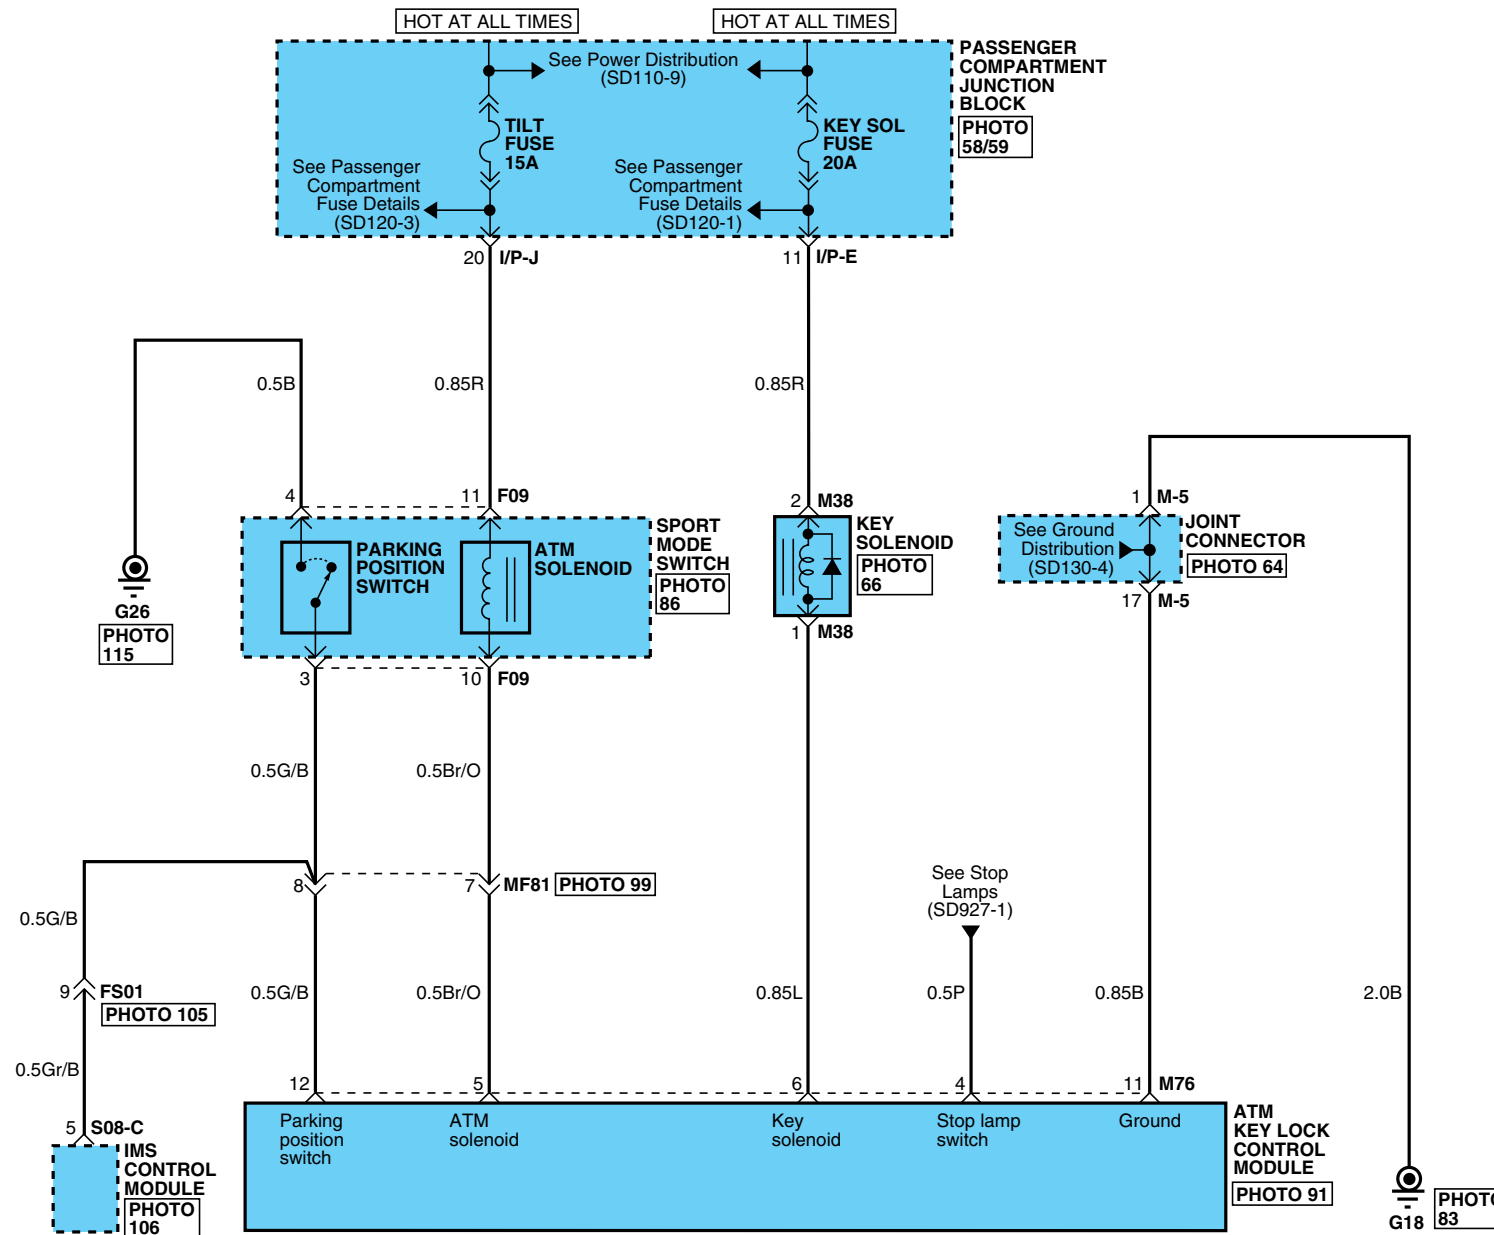 HOT AT ALL TIMES
HOT AT ALL TIMES
PASSENGER
COMPARTMENT
JUNCTION
BLOCK
PHOTO
58/59
See Power Distribution
(SD110-9)
TILT
FUSE
15A
KEY SOL
FUSE
20A
See Passenger
Compartment
Fuse Details
(SD120-3)
See Passenger
Compartment
Fuse Details
(SD120-1)
20 I/P-J
11 I/P-E
0.5B
0.85R
0.85R
4
11 F09
2 M38
1 M-5
PARKING
POSITION
SWITCH
ATM
SOLENOID
SPORT
MODE
SWITCH
PHOTO
86
KEY
SOLENOID
PHOTO
66
See Ground
Distribution
(SD130-4)
JOINT
CONNECTOR
PHOTO 64
G26
PHOTO
115
3
10 F09
1 M38
17 M-5
0.5G/B
0.5Br/O
8
7 MF81 PHOTO 99
See Stop
Lamps
(SD927-1)
0.5G/B
9 FS01
PHOTO 105
0.5G/B
0.5Br/O
0.85L
0.5P
0.85B
2.0B
0.5Gr/B
12
5
6
4
11 M76
5 S08-C
IMS
CONTROL
MODULE
PHOTO
106
Parking
position
switch
ATM
solenoid
Key
solenoid
Stop lamp
switch
Ground
ATM
KEY LOCK
CONTROL
MODULE
PHOTO 91
G18
PHOTO
83